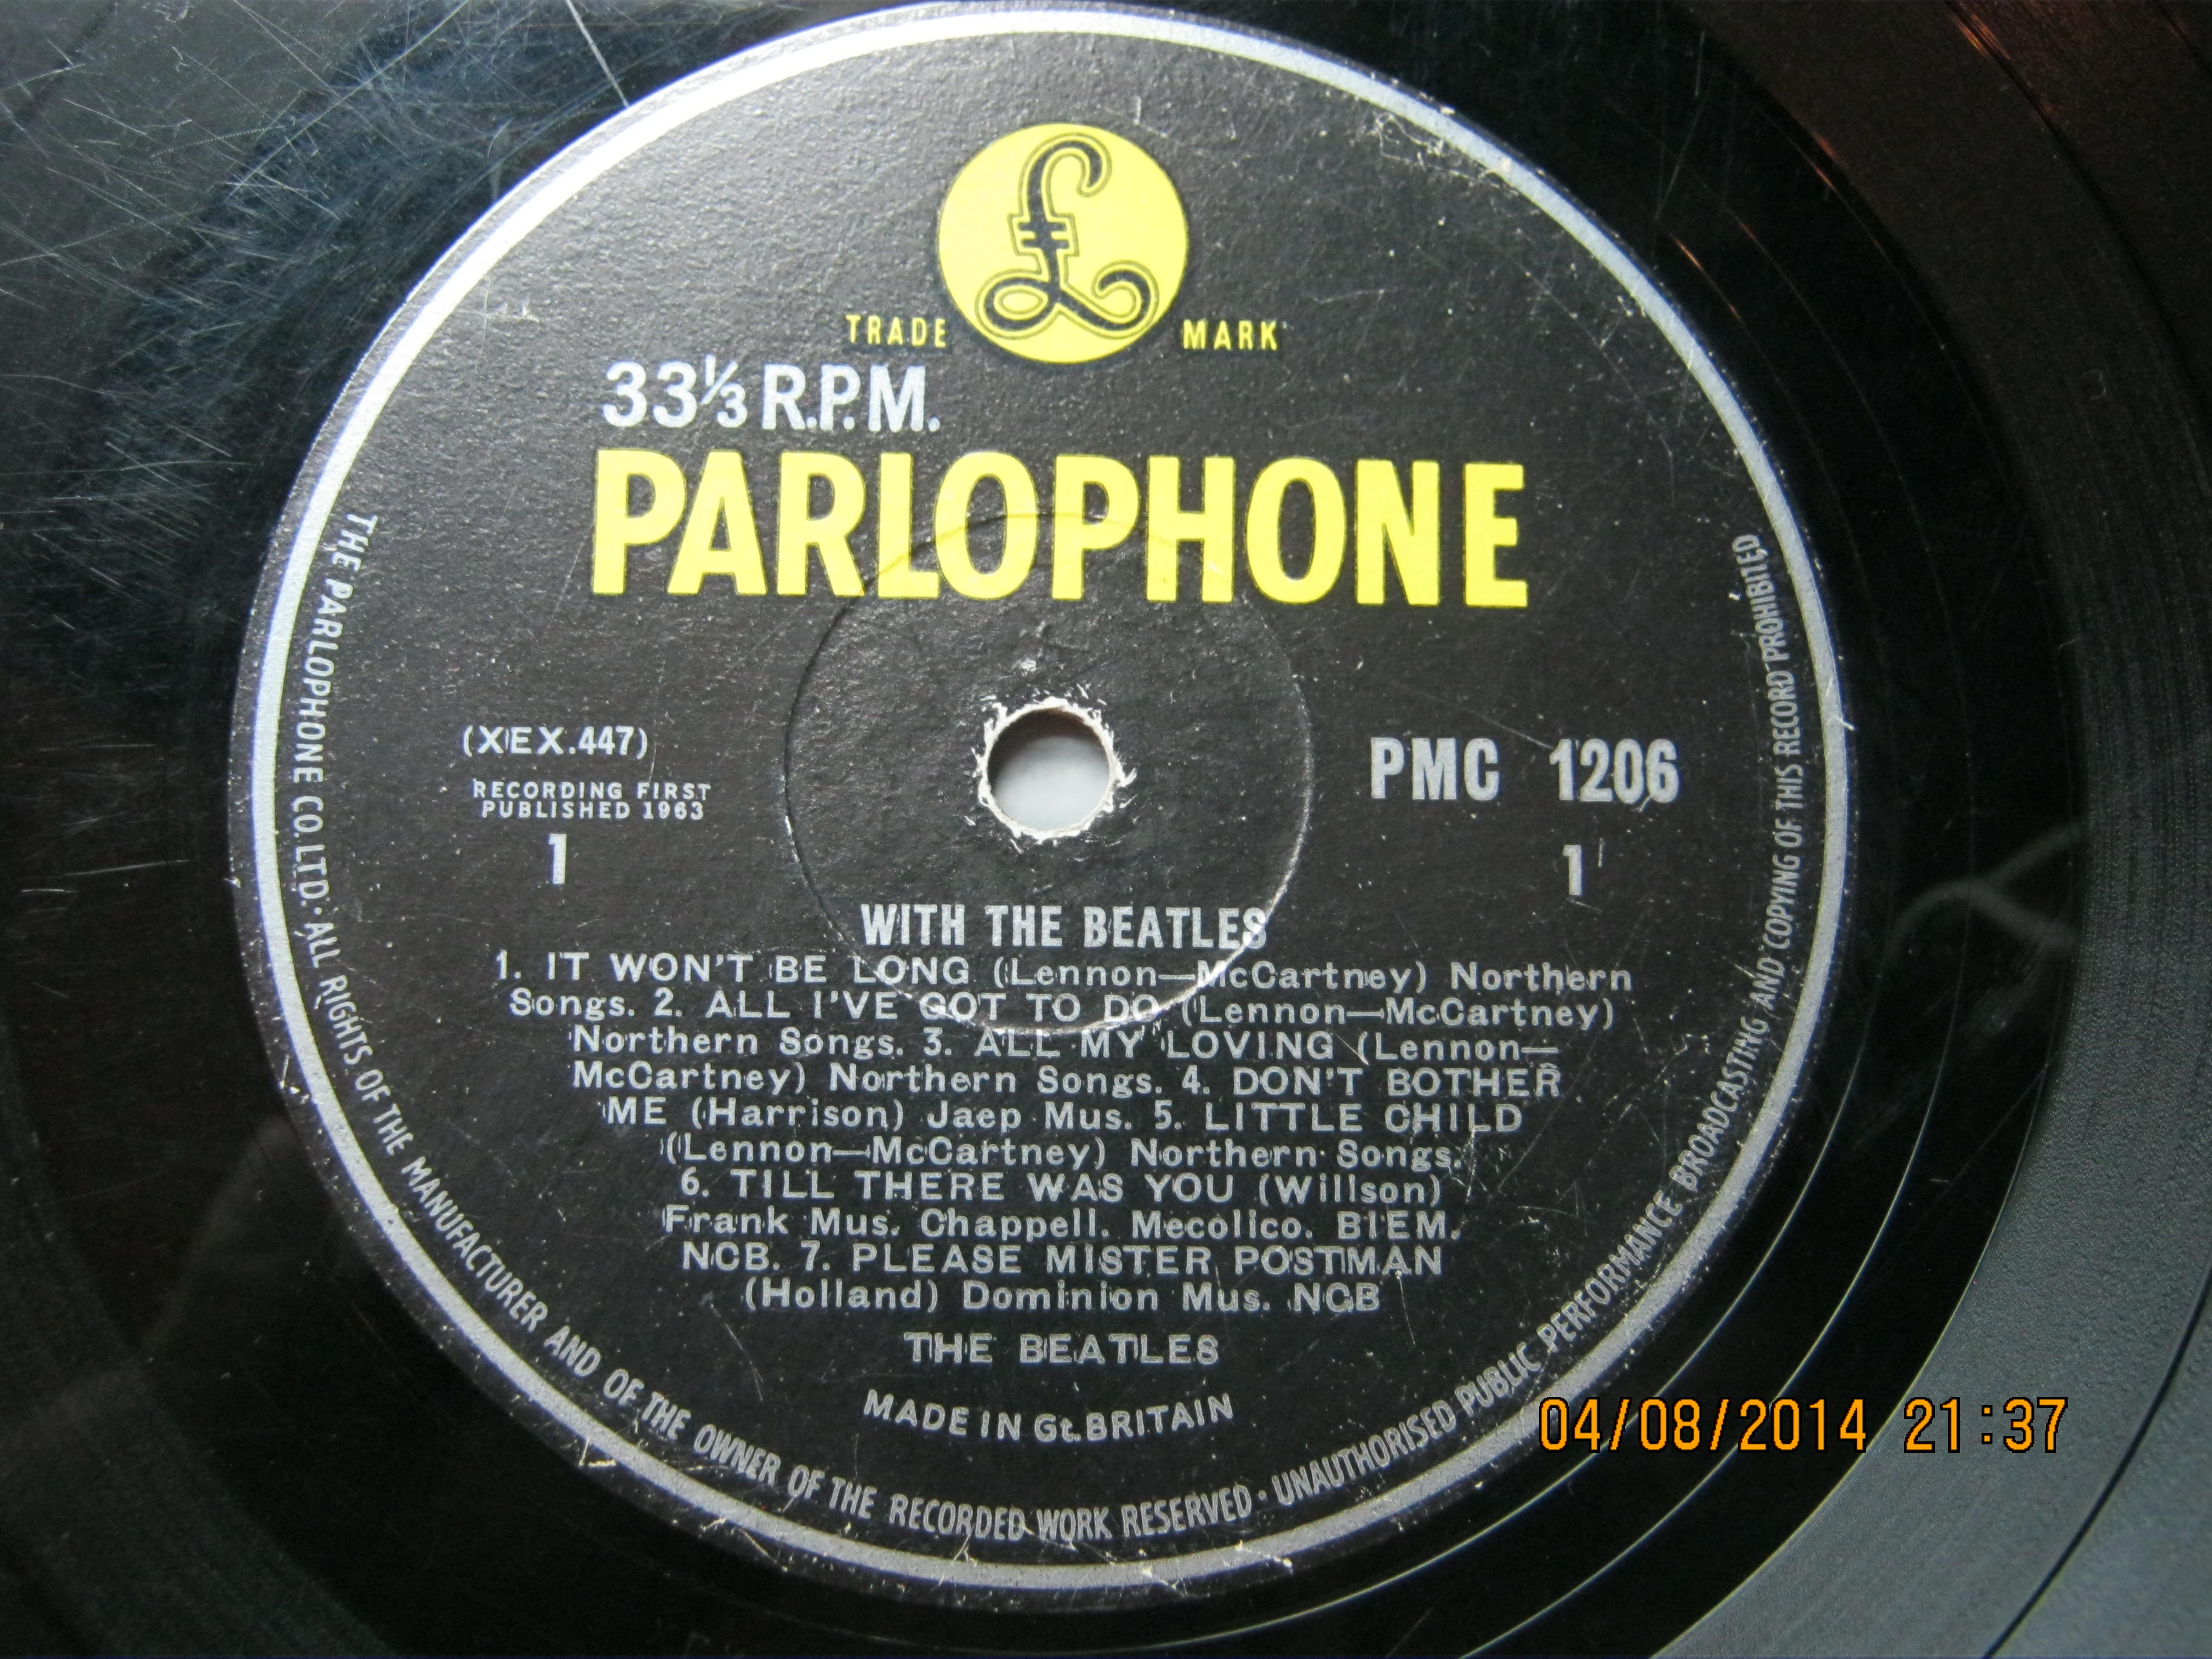 £
TRADE MARK
33⅓ R.P.M.
PARLOPHONE
(XEX.447)
RECORDING FIRST
PUBLISHED 1963
1
PMC 1206
1
WITH THE BEATLES
1. IT WON'T BE LONG (Lennon—McCartney) Northern
Songs. 2. ALL I'VE GOT TO DO (Lennon—McCartney)
Northern Songs. 3. ALL MY LOVING (Lennon—
McCartney) Northern Songs. 4. DON'T BOTHER
ME (Harrison) Jaep Mus. 5. LITTLE CHILD
(Lennon—McCartney) Northern Songs.
6. TILL THERE WAS YOU (Willson)
Frank Mus. Chappell. Mecolico. BIEM.
NCB. 7. PLEASE MISTER POSTMAN
(Holland) Dominion Mus. NCB
THE BEATLES
MADE IN Gt. BRITAIN
THE PARLOPHONE CO. LTD. · ALL RIGHTS OF THE MANUFACTURER AND OF THE OWNER OF THE RECORDED WORK RESERVED · UNAUTHORISED PUBLIC PERFORMANCE BROADCASTING AND COPYING OF THIS RECORD PROHIBITED
04/08/2014 21:37